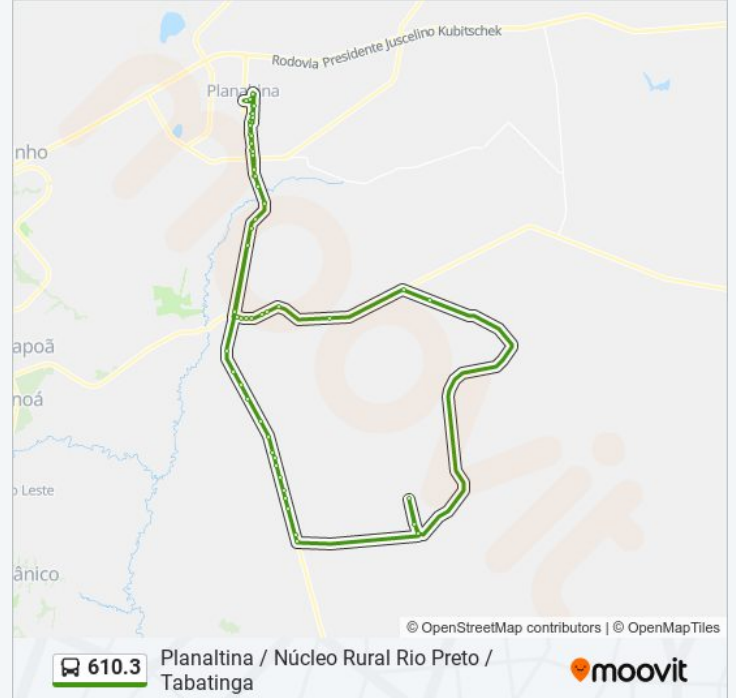 Rodovia Presidente Juscelino Kubitschek
Planaltina
nho
apoã
noá
o Leste
ânico
moovit
© OpenStreetMap contributors | © OpenMapTiles
610.3
Planaltina / Núcleo Rural Rio Preto /
Tabatinga
moovit